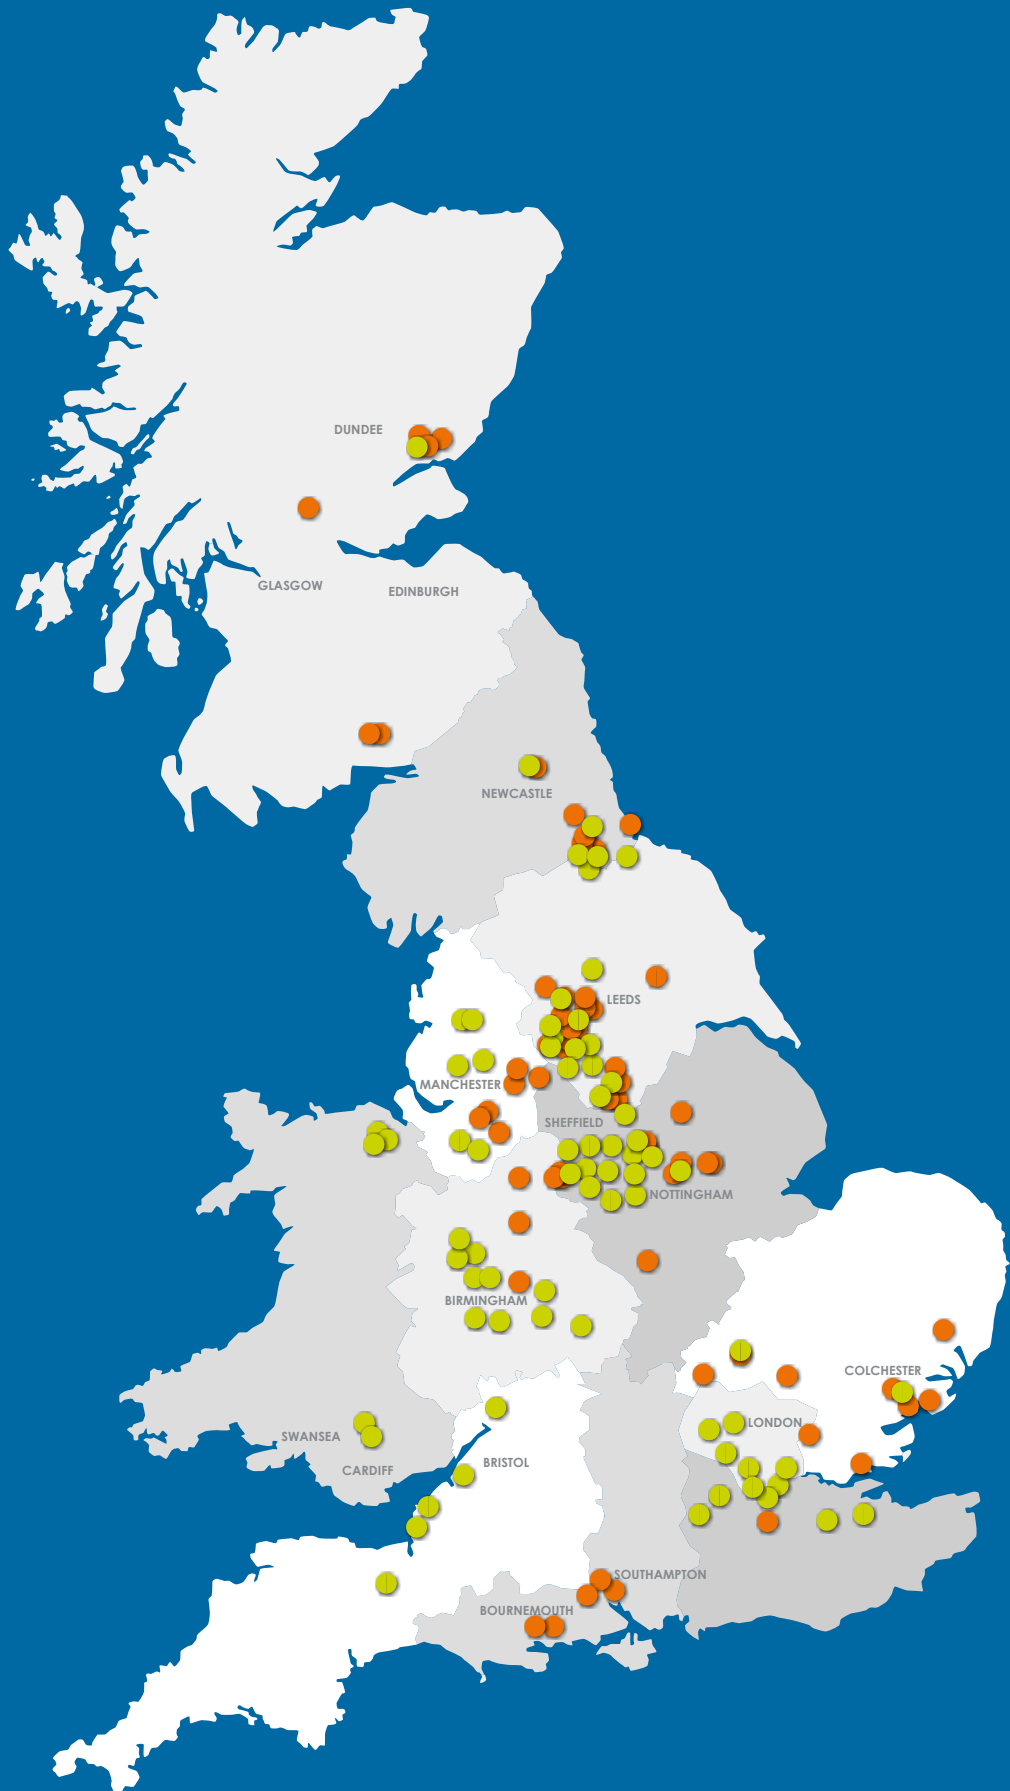 DUNDEE
GLASGOW
EDINBURGH
NEWCASTLE
LEEDS
MANCHESTER
SHEFFIELD
NOTTINGHAM
BIRMINGHAM
COLCHESTER
LONDON
SWANSEA
BRISTOL
CARDIFF
SOUTHAMPTON
BOURNEMOUTH